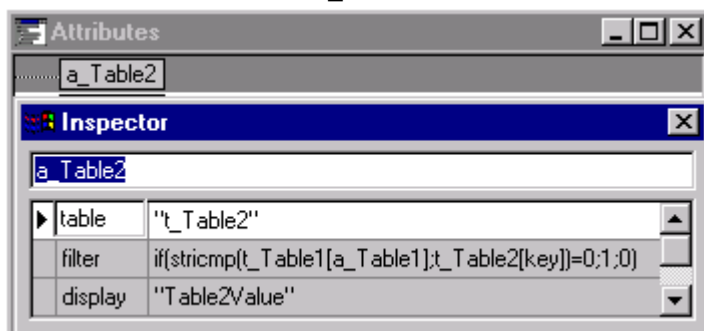 Attributes
a_Table2
Inspector
a_Table2
table "t_Table2"
filter if(stricmp(t_Table1[a_Table1];t_Table2[key])=0;1;0)
display "Table2Value"